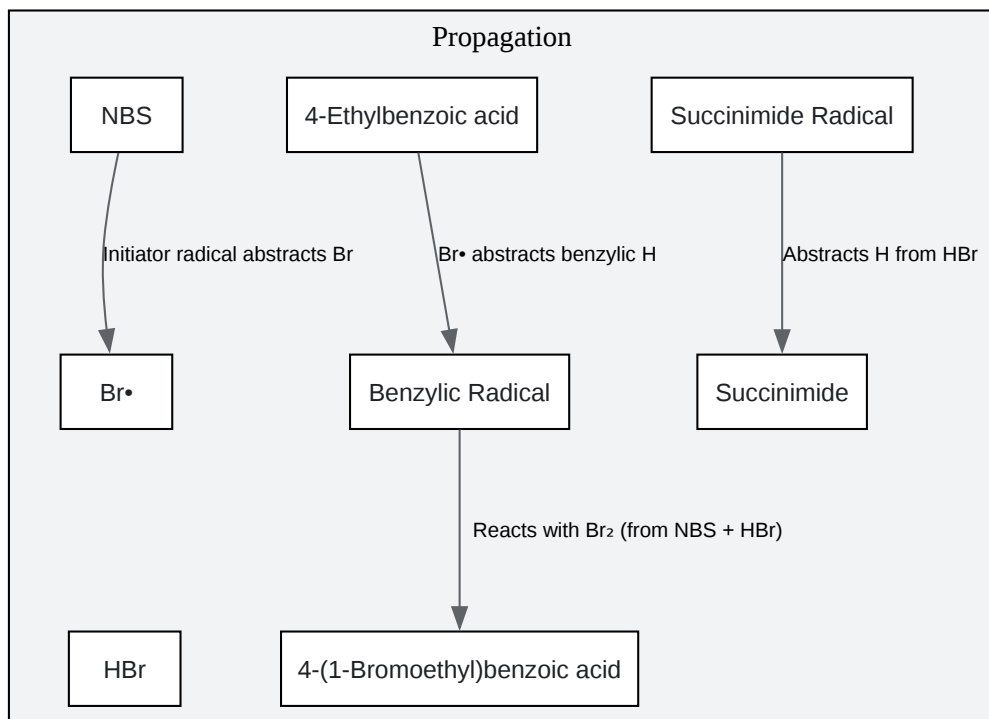 Propagation
NBS
4-Ethylbenzoic acid
Succinimide Radical
Initiator radical abstracts Br
Br• abstracts benzylic H
Abstracts H from HBr
Br•
Benzylic Radical
Succinimide
Reacts with Br₂ (from NBS + HBr)
HBr
4-(1-Bromoethyl)benzoic acid